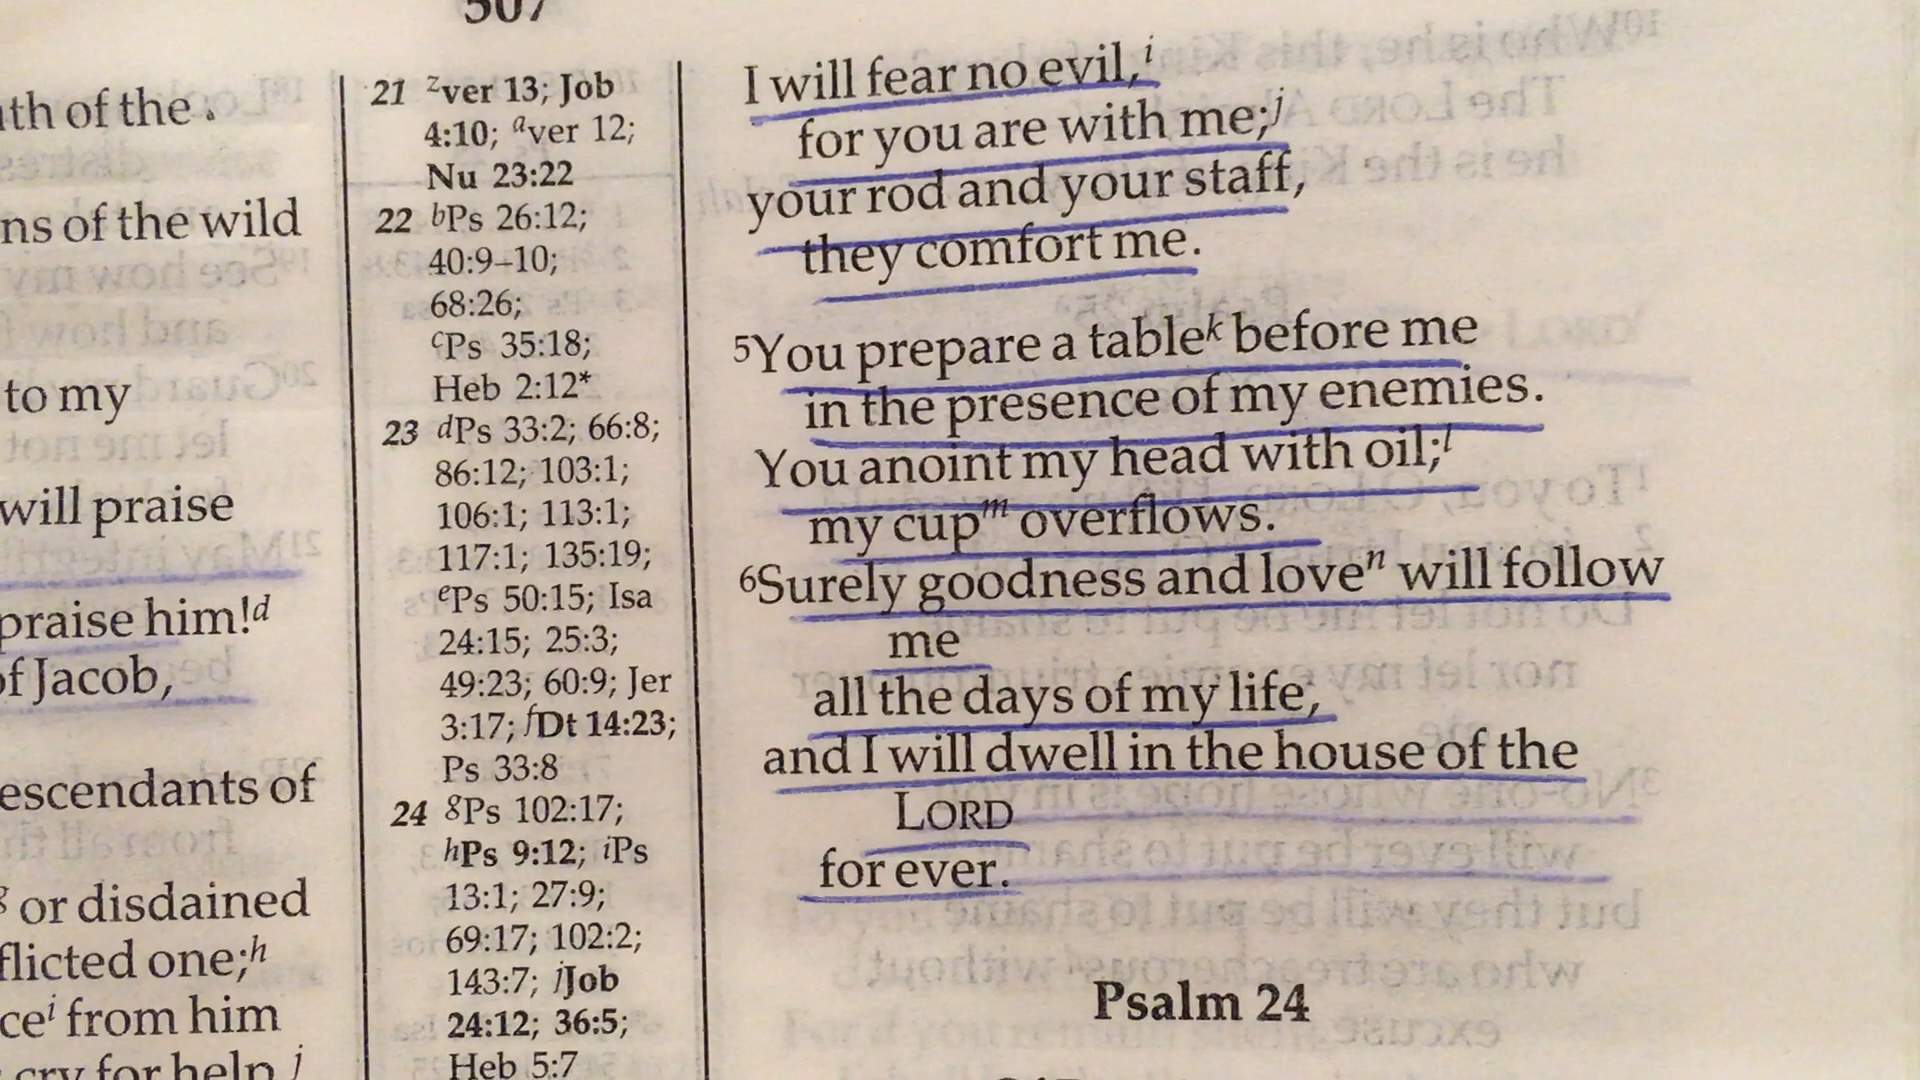 507
th of the
ns of the wild
to my
will praise
praise him!d
of Jacob,
escendants of
g or disdained
flicted one;h
ce i from him
cry for help.j
21 zver 13; Job
4:10; aver 12;
Nu 23:22
22 bPs 26:12;
40:9–10;
68:26;
cPs 35:18;
Heb 2:12*
23 dPs 33:2; 66:8;
86:12; 103:1;
106:1; 113:1;
117:1; 135:19;
ePs 50:15; Isa
24:15; 25:3;
49:23; 60:9; Jer
3:17; fDt 14:23;
Ps 33:8
24 gPs 102:17;
hPs 9:12; iPs
13:1; 27:9;
69:17; 102:2;
143:7; jJob
24:12; 36:5;
Heb 5:7
I will fear no evil,i
for you are with me;j
your rod and your staff,
they comfort me.
5You prepare a tablek before me
in the presence of my enemies.
You anoint my head with oil;l
my cupm overflows.
6Surely goodness and loven will follow
me
all the days of my life,
and I will dwell in the house of the
LORD
for ever.
Psalm 24